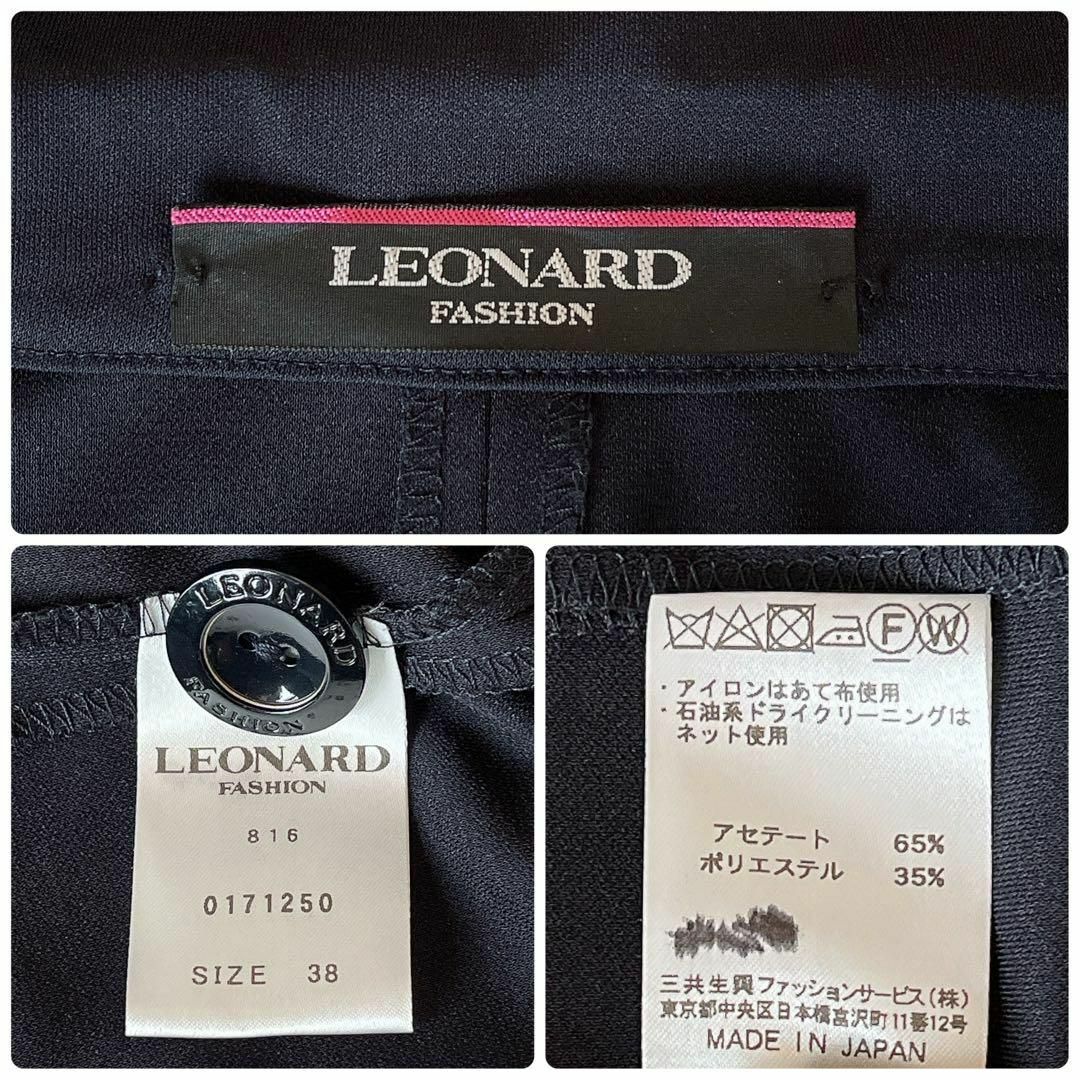 LEONARD
FASHION
LEONARD
FASHION
LEONARD
FASHION
816
0171250
SIZE 38
F W
・アイロンはあて布使用
・石油系ドライクリーニングは
ネット使用
アセテート 65%
ポリエステル 35%
三共生興ファッションサービス(株)
東京都中央区日本橋富沢町11番12号
MADE IN JAPAN